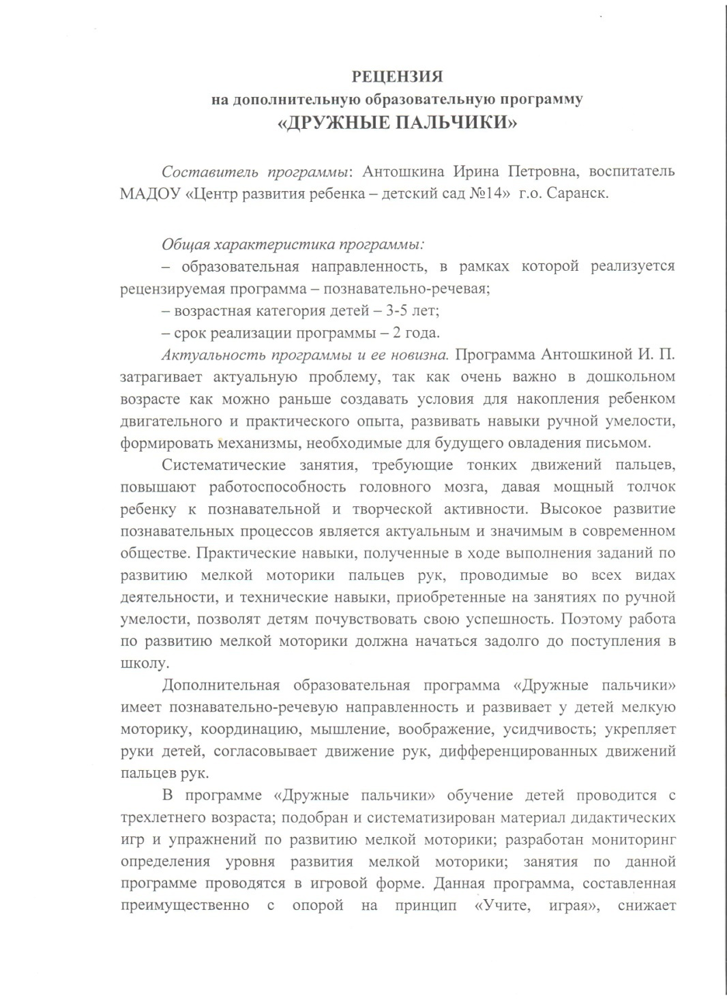 РЕЦЕНЗИЯ
на дополнительную образовательную программу
«ДРУЖНЫЕ ПАЛЬЧИКИ»
Составитель программы: Антошкина Ирина Петровна, воспитатель
МАДОУ «Центр развития ребенка – детский сад №14» г.о. Саранск.
Общая характеристика программы:
– образовательная направленность, в рамках которой реализуется
рецензируемая программа – познавательно-речевая;
– возрастная категория детей – 3-5 лет;
– срок реализации программы – 2 года.
Актуальность программы и ее новизна. Программа Антошкиной И. П.
затрагивает актуальную проблему, так как очень важно в дошкольном
возрасте как можно раньше создавать условия для накопления ребенком
двигательного и практического опыта, развивать навыки ручной умелости,
формировать механизмы, необходимые для будущего овладения письмом.
Систематические занятия, требующие тонких движений пальцев,
повышают работоспособность головного мозга, давая мощный толчок
ребенку к познавательной и творческой активности. Высокое развитие
познавательных процессов является актуальным и значимым в современном
обществе. Практические навыки, полученные в ходе выполнения заданий по
развитию мелкой моторики пальцев рук, проводимые во всех видах
деятельности, и технические навыки, приобретенные на занятиях по ручной
умелости, позволят детям почувствовать свою успешность. Поэтому работа
по развитию мелкой моторики должна начаться задолго до поступления в
школу.
Дополнительная образовательная программа «Дружные пальчики»
имеет познавательно-речевую направленность и развивает у детей мелкую
моторику, координацию, мышление, воображение, усидчивость; укрепляет
руки детей, согласовывает движение рук, дифференцированных движений
пальцев рук.
В программе «Дружные пальчики» обучение детей проводится с
трехлетнего возраста; подобран и систематизирован материал дидактических
игр и упражнений по развитию мелкой моторики; разработан мониторинг
определения уровня развития мелкой моторики; занятия по данной
программе проводятся в игровой форме. Данная программа, составленная
преимущественно с опорой на принцип «Учите, играя», снижает